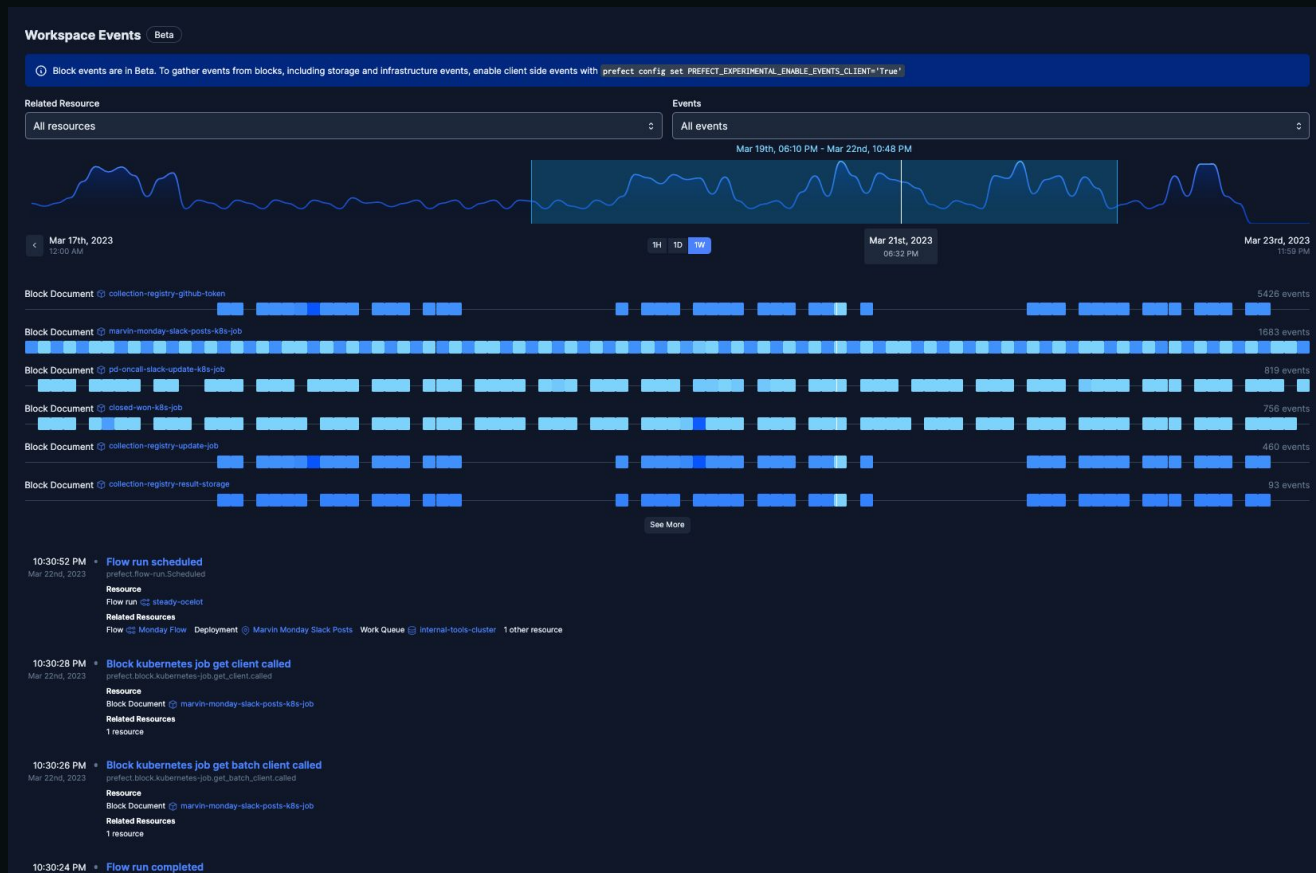 Workspace Events Beta
Block events are in Beta. To gather events from blocks, including storage and infrastructure events, enable client side events with prefect config set PREFECT_EXPERIMENTAL_ENABLE_EVENTS_CLIENT='True'
Related Resource
All resources
Events
All events
Mar 19th, 06:10 PM - Mar 22nd, 10:48 PM
Mar 17th, 2023
12:00 AM
1H 1D 1W
Mar 21st, 2023
06:32 PM
Mar 23rd, 2023
11:59 PM
Block Document collection-registry-github-token 5426 events
Block Document marvin-monday-slack-posts-k8s-job 1683 events
Block Document pd-oncall-slack-update-k8s-job 819 events
Block Document closed-won-k8s-job 756 events
Block Document collection-registry-update-job 460 events
Block Document collection-registry-result-storage 93 events
See More
10:30:52 PM Flow run scheduled
Mar 22nd, 2023 prefect.flow-run.Scheduled
Resource
Flow run steady-ocelot
Related Resources
Flow Monday Flow Deployment Marvin Monday Slack Posts Work Queue internal-tools-cluster 1 other resource
10:30:28 PM Block kubernetes job get client called
Mar 22nd, 2023 prefect.block.kubernetes-job.get_client.called
Resource
Block Document marvin-monday-slack-posts-k8s-job
Related Resources
1 resource
10:30:26 PM Block kubernetes job get batch client called
Mar 22nd, 2023 prefect.block.kubernetes-job.get_batch_client.called
Resource
Block Document marvin-monday-slack-posts-k8s-job
Related Resources
1 resource
10:30:24 PM Flow run completed